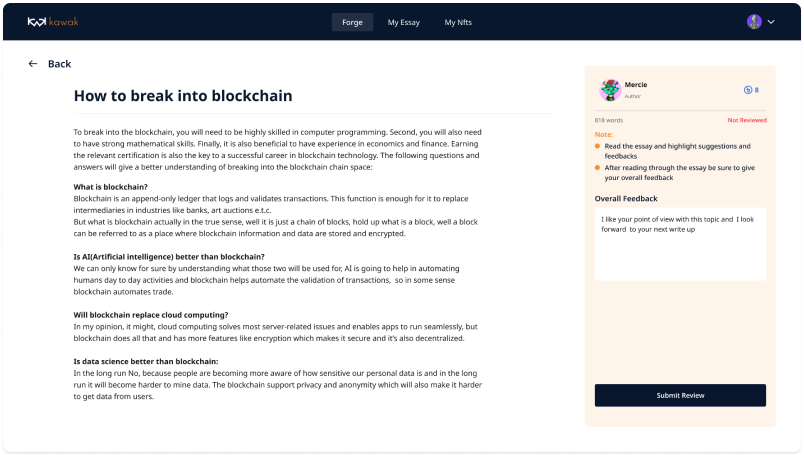 kawak
Forge
My Essay
My Nfts
Back
How to break into blockchain
To break into the blockchain, you will need to be highly skilled in computer programming. Second, you will also need
to have strong mathematical skills. Finally, it is also beneficial to have experience in economics and finance. Earning
the relevant certification is also the key to a successful career in blockchain technology. The following questions and
answers will give a better understanding of breaking into the blockchain chain space:
What is blockchain?
Blockchain is an append-only ledger that logs and validates transactions. This function is enough for it to replace
intermediaries in industries like banks, art auctions e.t.c.
But what is blockchain actually in the true sense, well it is just a chain of blocks, hold up what is a block, well a block
can be referred to as a place where blockchain information and data are stored and encrypted.
Is AI(Artificial intelligence) better than blockchain?
We can only know for sure by understanding what those two will be used for, AI is going to help in automating
humans day to day activities and blockchain helps automate the validation of transactions,  so in some sense
blockchain automates trade.
Will blockchain replace cloud computing?
In my opinion, it might, cloud computing solves most server-related issues and enables apps to run seamlessly, but
blockchain does all that and has more features like encryption which makes it secure and it's also decentralized.
Is data science better than blockchain:
In the long run No, because people are becoming more aware of how sensitive our personal data is and in the long
run it will become harder to mine data. The blockchain support privacy and anonymity which will also make it harder
to get data from users.
Mercie
Author
8
818 words
Not Reviewed
Note:
Read the essay and highlight suggestions and
feedbacks
After reading through the essay be sure to give
your overall feedback
Overall Feedback
I like your point of view with this topic and  I look
forward  to your next write up
Submit Review